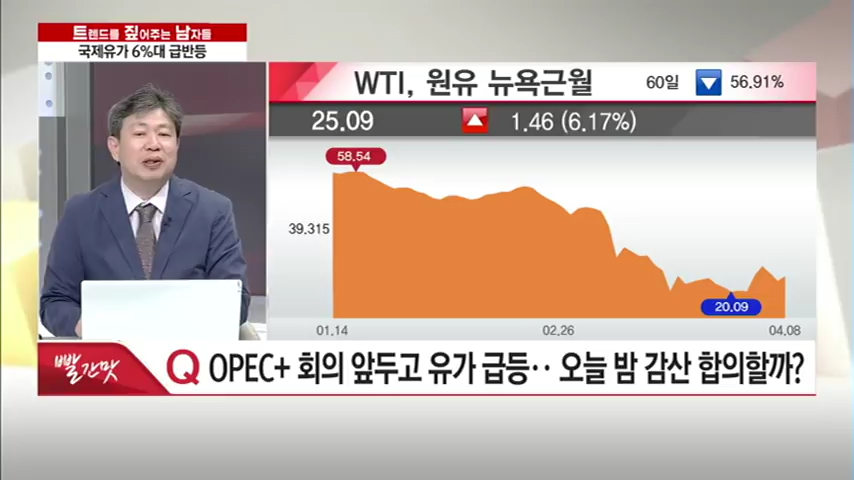 트렌드를 짚어주는 남자들
국제유가 6%대 급반등
WTI, 원유 뉴욕근월
60일 ▼ 56.91%
25.09 ▲ 1.46 (6.17%)
58.54
39.315
20.09
01.14 02.26 04.08
빨간맛
Q OPEC+ 회의 앞두고 유가 급등‥ 오늘 밤 감산 합의할까?